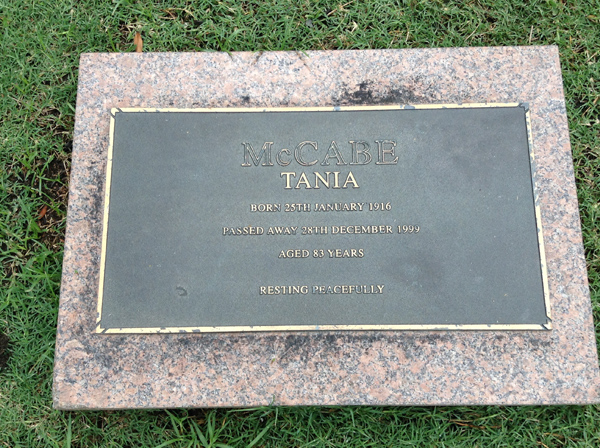 McCABE
TANIA
BORN 25TH JANUARY 1916
PASSED AWAY 28TH DECEMBER 1999
AGED 83 YEARS
RESTING PEACEFULLY